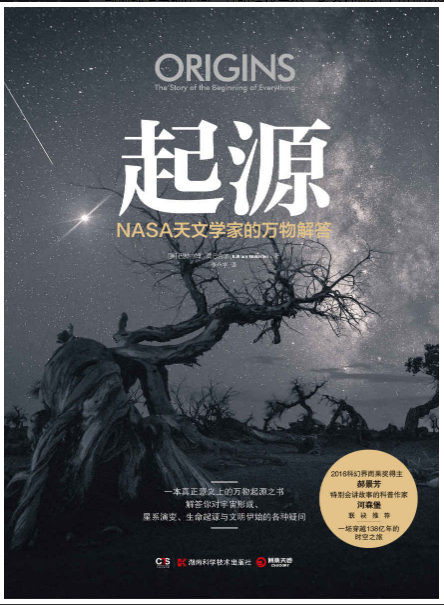 ORIGINS
The Story of the Beginning of Everything
起源
NASA天文学家的万物解答
一本真正意义上的万物起源之书
解答你对宇宙形成、
星系演变、生命起源与文明伊始的各种疑问
2016科幻界雨果奖得主
郝景芳
特别会讲故事的科普作家
河森堡
联袂推荐
一场穿越138亿年的
时空之旅
湖南科学技术出版社
博集天卷